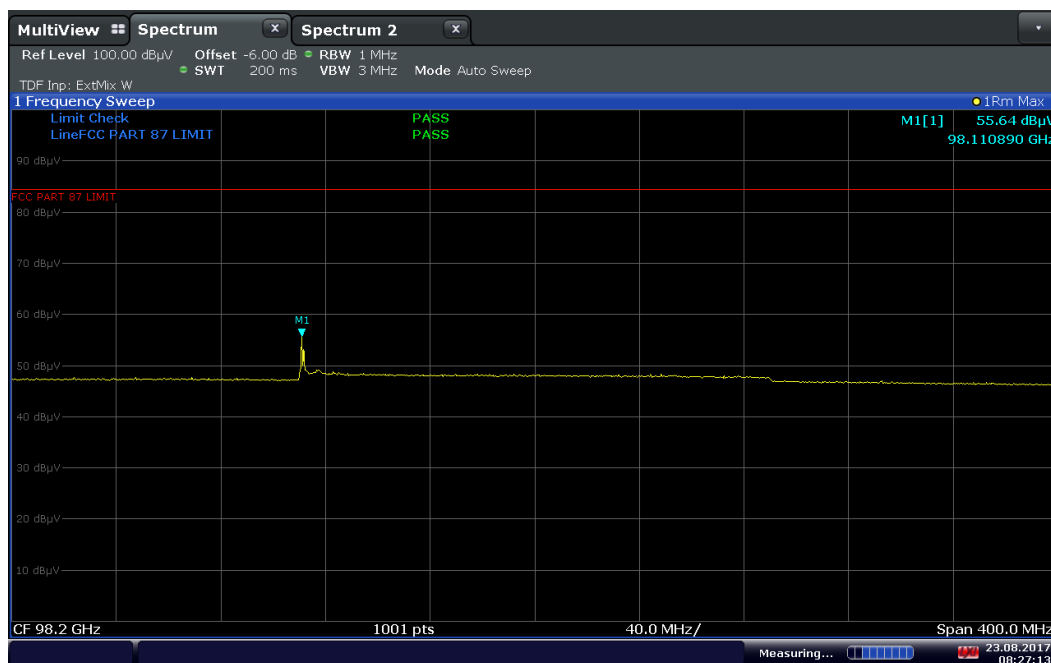 MultiView Spectrum X Spectrum 2 X
Ref Level 100.00 dBµV Offset -6.00 dB RBW 1 MHz
SWT 200 ms VBW 3 MHz Mode Auto Sweep
TDF Inp: ExtMix W
1 Frequency Sweep 1Rm Max
Limit Check PASS M1[1] 55.64 dBµV
LineFCC PART 87 LIMIT PASS 98.110890 GHz
90 dBµV
FCC PART 87 LIMIT
80 dBµV
70 dBµV
60 dBµV
M1
50 dBµV
40 dBµV
30 dBµV
20 dBµV
10 dBµV
CF 98.2 GHz 1001 pts 40.0 MHz/ Span 400.0 MHz
Measuring... 23.08.2017
08:27:13